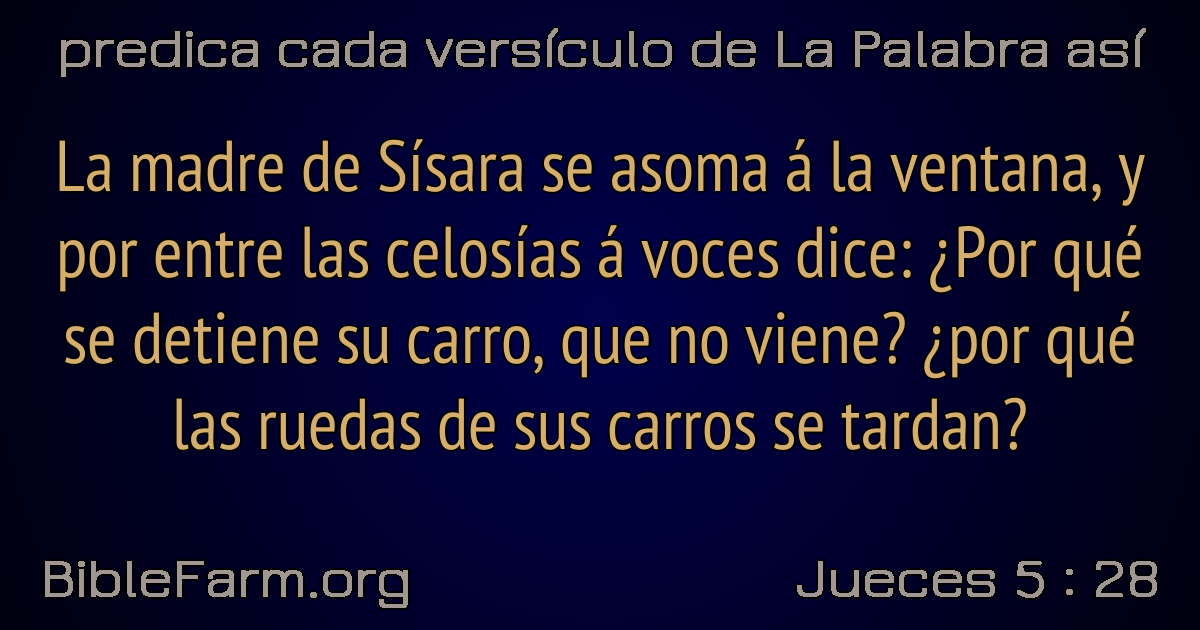 predica cada versículo de La Palabra así
La madre de Sísara se asoma á la ventana, y
por entre las celosías á voces dice: ¿Por qué
se detiene su carro, que no viene? ¿por qué
las ruedas de sus carros se tardan?
BibleFarm.org
Jueces 5 : 28